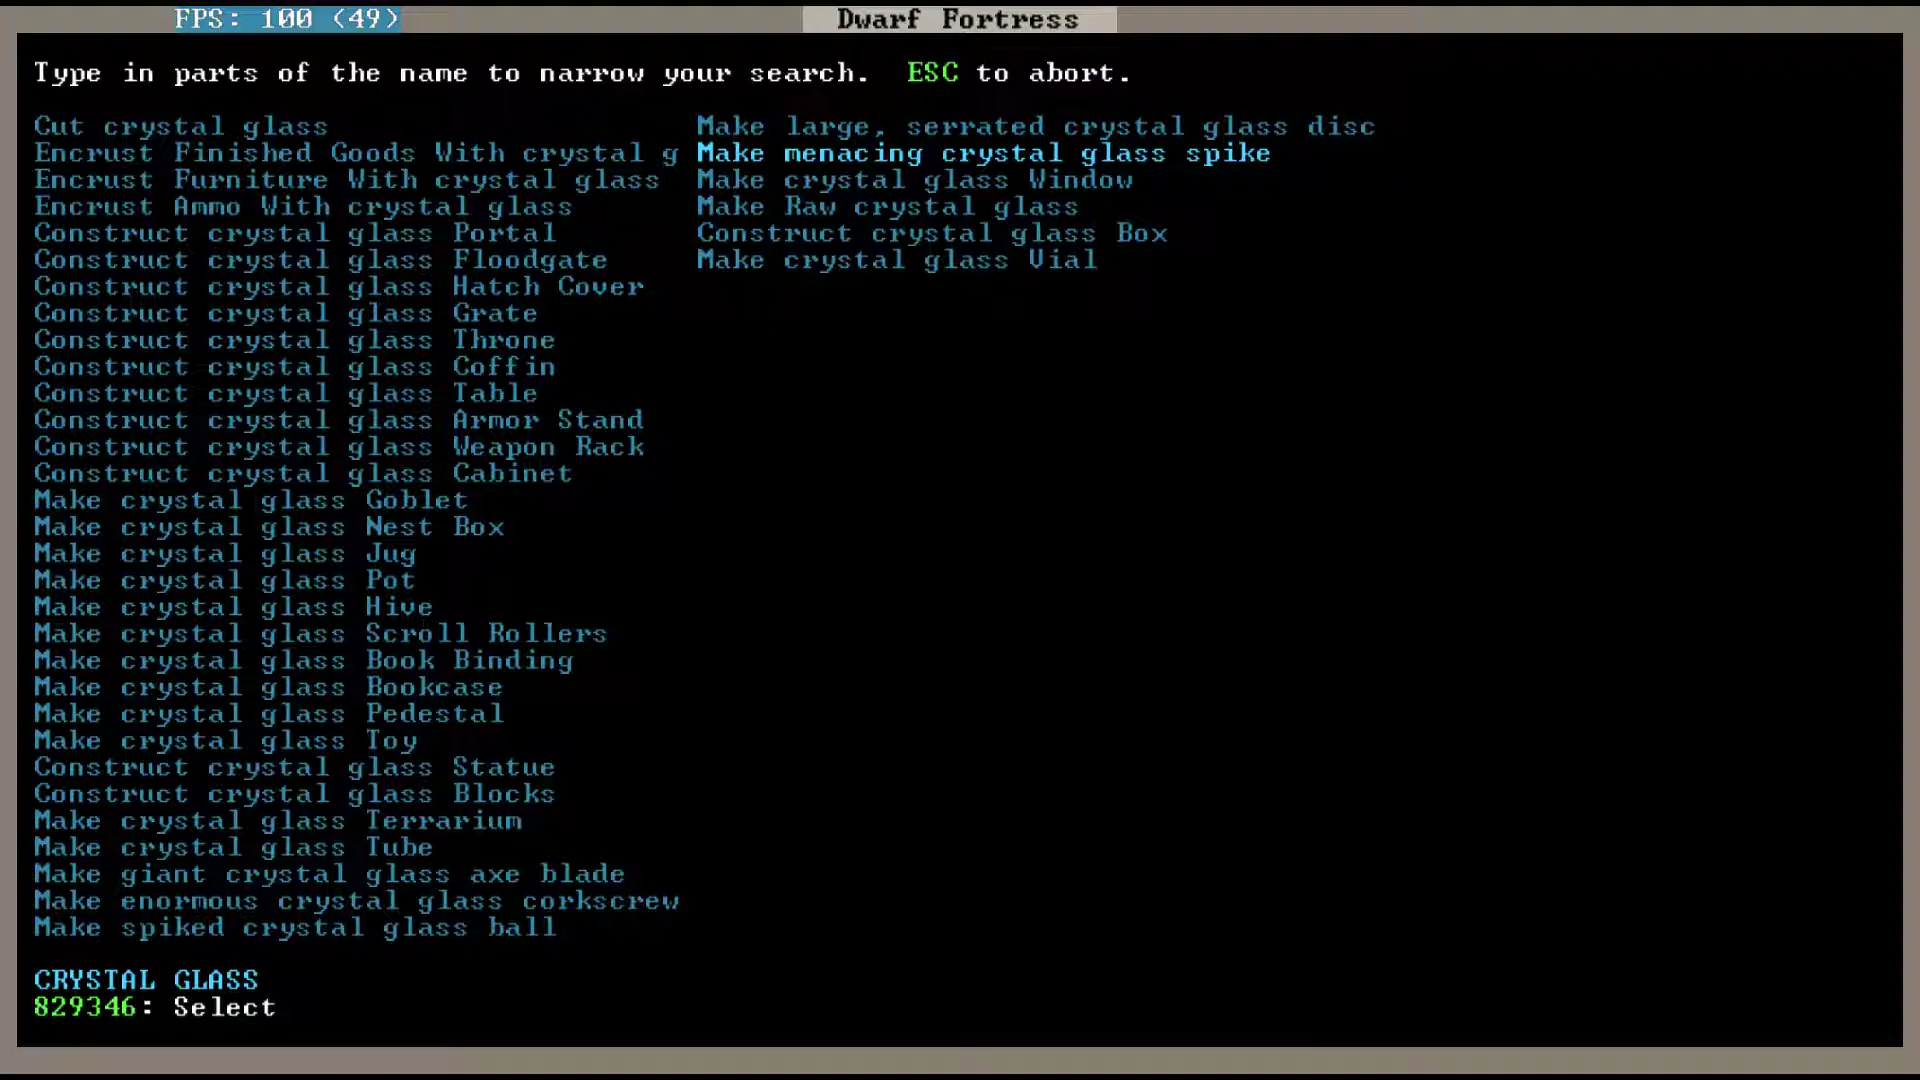 FPS: 100 (49)
Dwarf Fortress
Type in parts of the name to narrow your search. ESC to abort.
Cut crystal glass
Encrust Finished Goods With crystal g
Encrust Furniture With crystal glass
Encrust Ammo With crystal glass
Construct crystal glass Portal
Construct crystal glass Floodgate
Construct crystal glass Hatch Cover
Construct crystal glass Grate
Construct crystal glass Throne
Construct crystal glass Coffin
Construct crystal glass Table
Construct crystal glass Armor Stand
Construct crystal glass Weapon Rack
Construct crystal glass Cabinet
Make crystal glass Goblet
Make crystal glass Nest Box
Make crystal glass Jug
Make crystal glass Pot
Make crystal glass Hive
Make crystal glass Scroll Rollers
Make crystal glass Book Binding
Make crystal glass Bookcase
Make crystal glass Pedestal
Make crystal glass Toy
Construct crystal glass Statue
Construct crystal glass Blocks
Make crystal glass Terrarium
Make crystal glass Tube
Make giant crystal glass axe blade
Make enormous crystal glass corkscrew
Make spiked crystal glass ball
Make large, serrated crystal glass disc
Make menacing crystal glass spike
Make crystal glass Window
Make Raw crystal glass
Construct crystal glass Box
Make crystal glass Vial
CRYSTAL GLASS
829346: Select